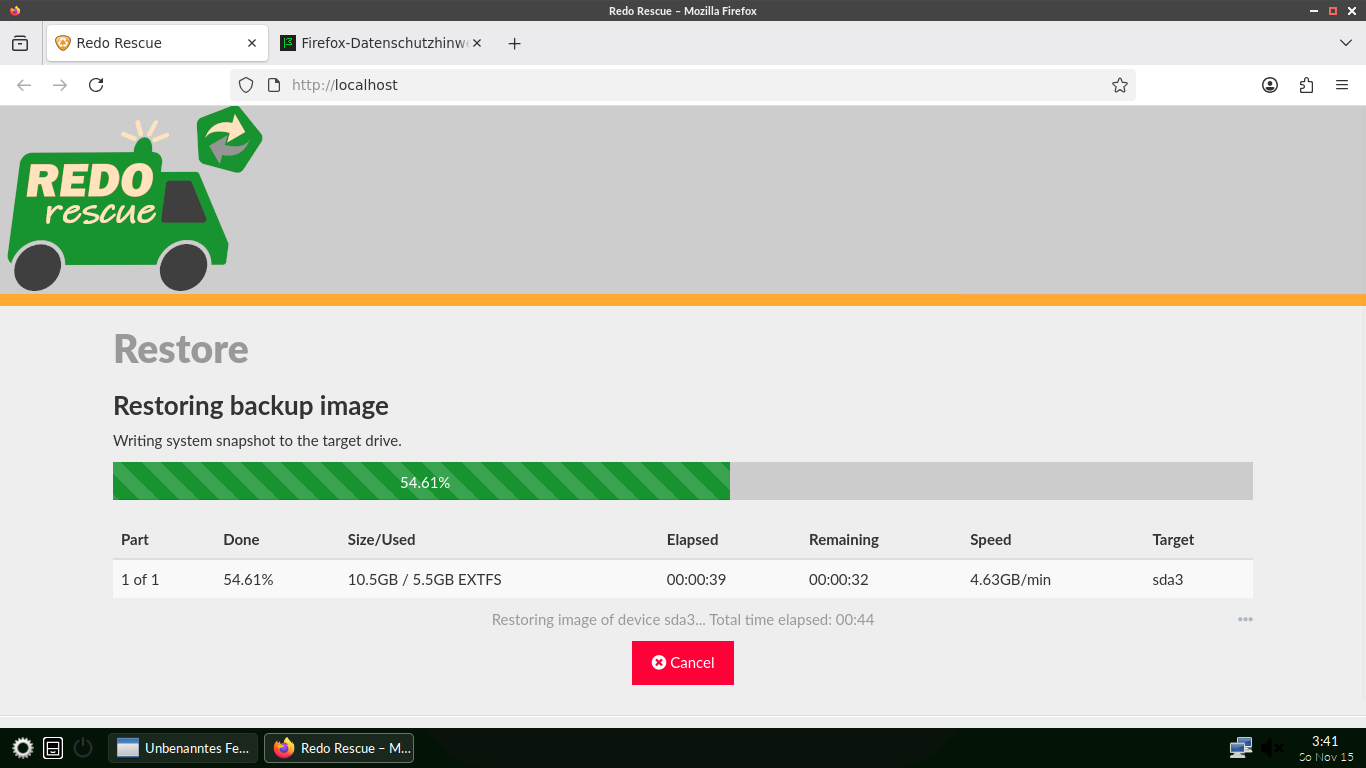 Redo Rescue – Mozilla Firefox
Redo Rescue
Firefox-Datenschutzhinw
http://localhost
REDO
rescue
Restore
Restoring backup image
Writing system snapshot to the target drive.
54.61%
Part Done Size/Used Elapsed Remaining Speed Target
1 of 1 54.61% 10.5GB / 5.5GB EXTFS 00:00:39 00:00:32 4.63GB/min sda3
Restoring image of device sda3... Total time elapsed: 00:44
Cancel
Unbenanntes Fe... Redo Rescue – M... 3:41
So Nov 15